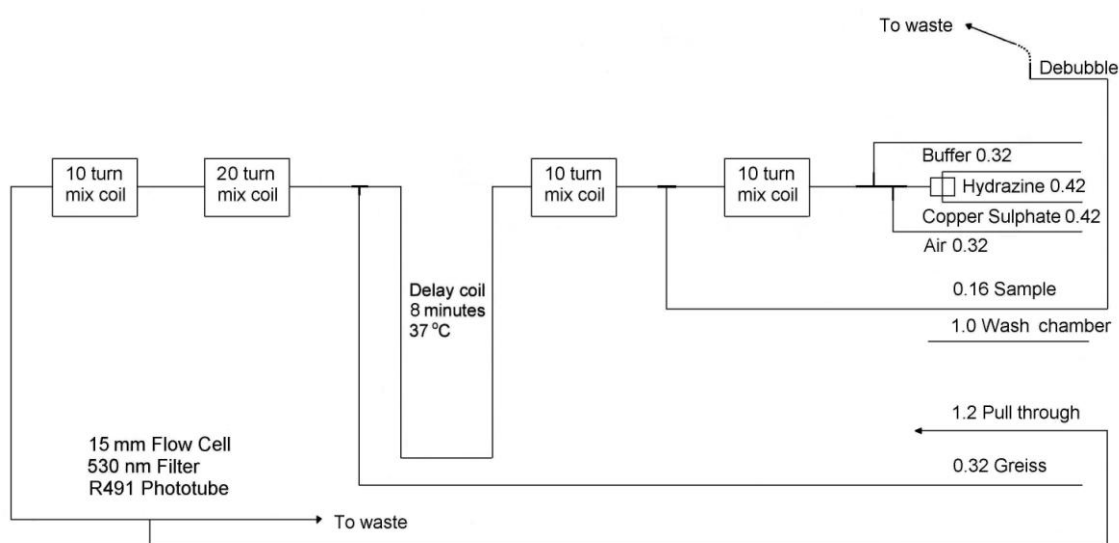 To waste
Debubble
10 turn
mix coil
20 turn
mix coil
10 turn
mix coil
10 turn
mix coil
Buffer 0.32
Hydrazine 0.42
Copper Sulphate 0.42
Air 0.32
Delay coil
8 minutes
37 °C
0.16 Sample
1.0 Wash chamber
1.2 Pull through
15 mm Flow Cell
530 nm Filter
R491 Phototube
0.32 Greiss
To waste